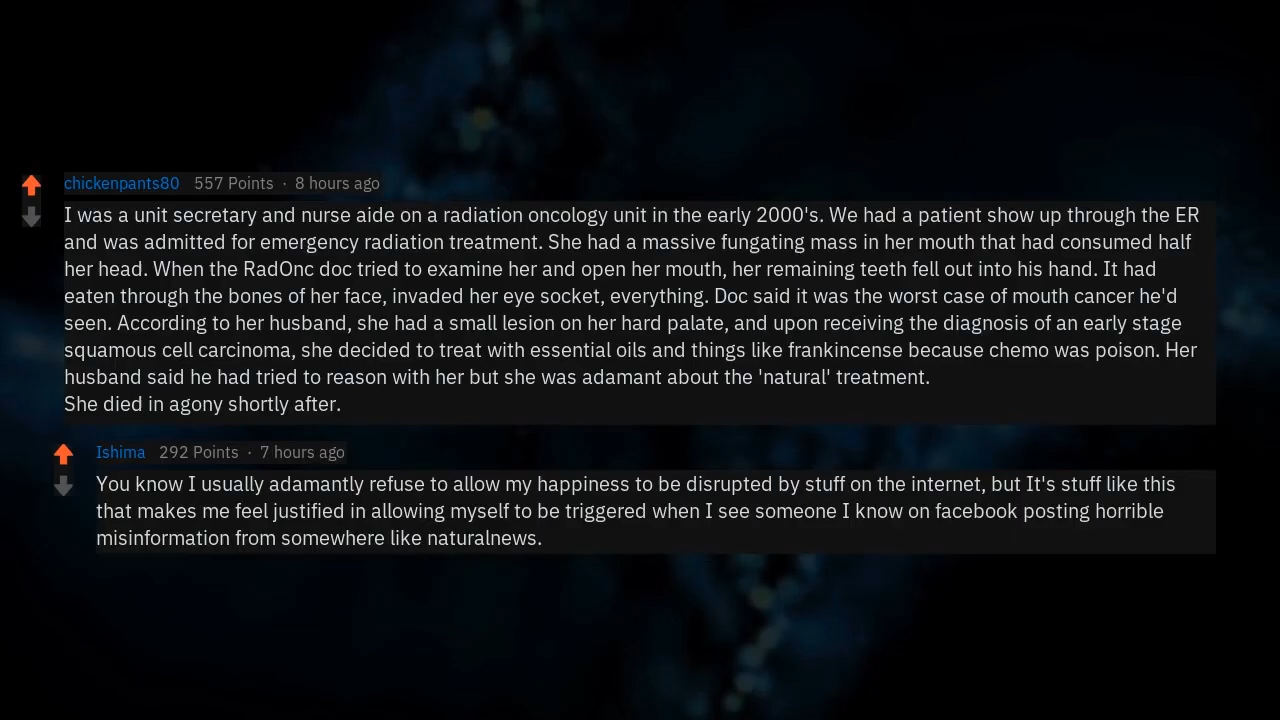 chickenpants80 557 Points · 8 hours ago
I was a unit secretary and nurse aide on a radiation oncology unit in the early 2000's. We had a patient show up through the ER
and was admitted for emergency radiation treatment. She had a massive fungating mass in her mouth that had consumed half
her head. When the RadOnc doc tried to examine her and open her mouth, her remaining teeth fell out into his hand. It had
eaten through the bones of her face, invaded her eye socket, everything. Doc said it was the worst case of mouth cancer he'd
seen. According to her husband, she had a small lesion on her hard palate, and upon receiving the diagnosis of an early stage
squamous cell carcinoma, she decided to treat with essential oils and things like frankincense because chemo was poison. Her
husband said he had tried to reason with her but she was adamant about the 'natural' treatment.
She died in agony shortly after.
Ishima 292 Points · 7 hours ago
You know I usually adamantly refuse to allow my happiness to be disrupted by stuff on the internet, but It's stuff like this
that makes me feel justified in allowing myself to be triggered when I see someone I know on facebook posting horrible
misinformation from somewhere like naturalnews.